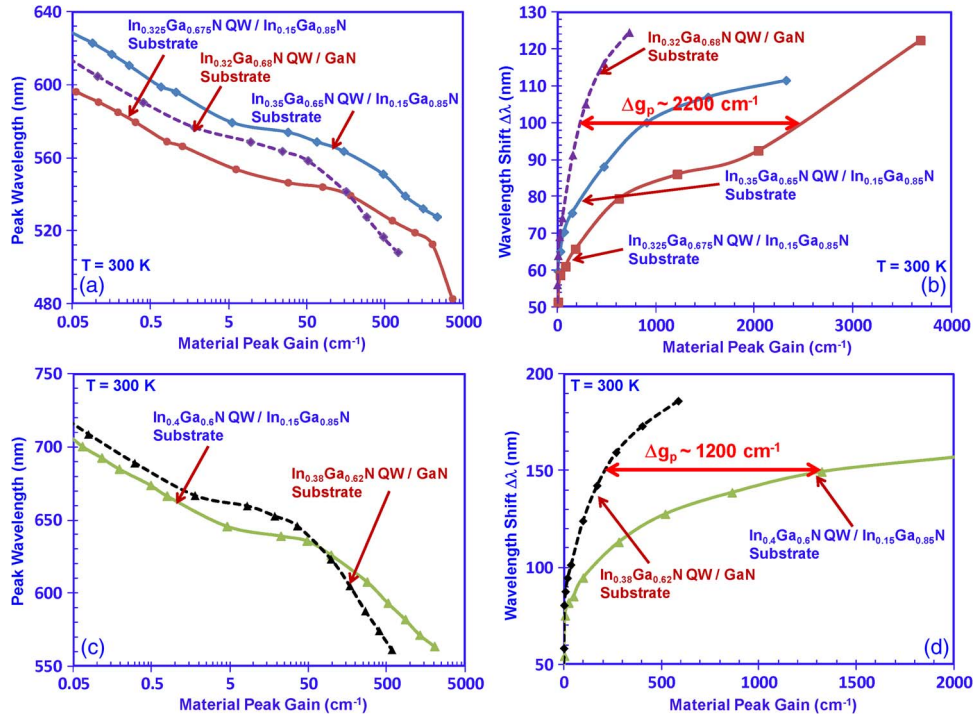 In0.325Ga0.675N QW / In0.15Ga0.85N
Substrate
In0.32Ga0.68N QW / GaN
Substrate
In0.35Ga0.65N QW / In0.15Ga0.85N
Substrate
Peak Wavelength (nm)
640
600
560
520
480
T = 300 K
(a)
0.05
0.5
5
50
500
5000
Material Peak Gain (cm-1)
In0.32Ga0.68N QW / GaN
Substrate
Δgp ~ 2200 cm-1
In0.35Ga0.65N QW / In0.15Ga0.85N
Substrate
In0.325Ga0.675N QW / In0.15Ga0.85N
Substrate
Wavelength Shift Δλ (nm)
130
120
110
100
90
80
70
60
50
T = 300 K
(b)
0
1000
2000
3000
4000
Material Peak Gain (cm-1)
T = 300 K
In0.4Ga0.6N QW / In0.15Ga0.85N
Substrate
In0.38Ga0.62N QW / GaN
Substrate
Peak Wavelength (nm)
750
700
650
600
550
(c)
0.05
0.5
5
50
500
5000
Material Peak Gain (cm-1)
T = 300 K
Δgp ~ 1200 cm-1
In0.4Ga0.6N QW / In0.15Ga0.85N
Substrate
In0.38Ga0.62N QW / GaN
Substrate
Wavelength Shift Δλ (nm)
200
150
100
50
(d)
0
500
1000
1500
2000
Material Peak Gain (cm-1)